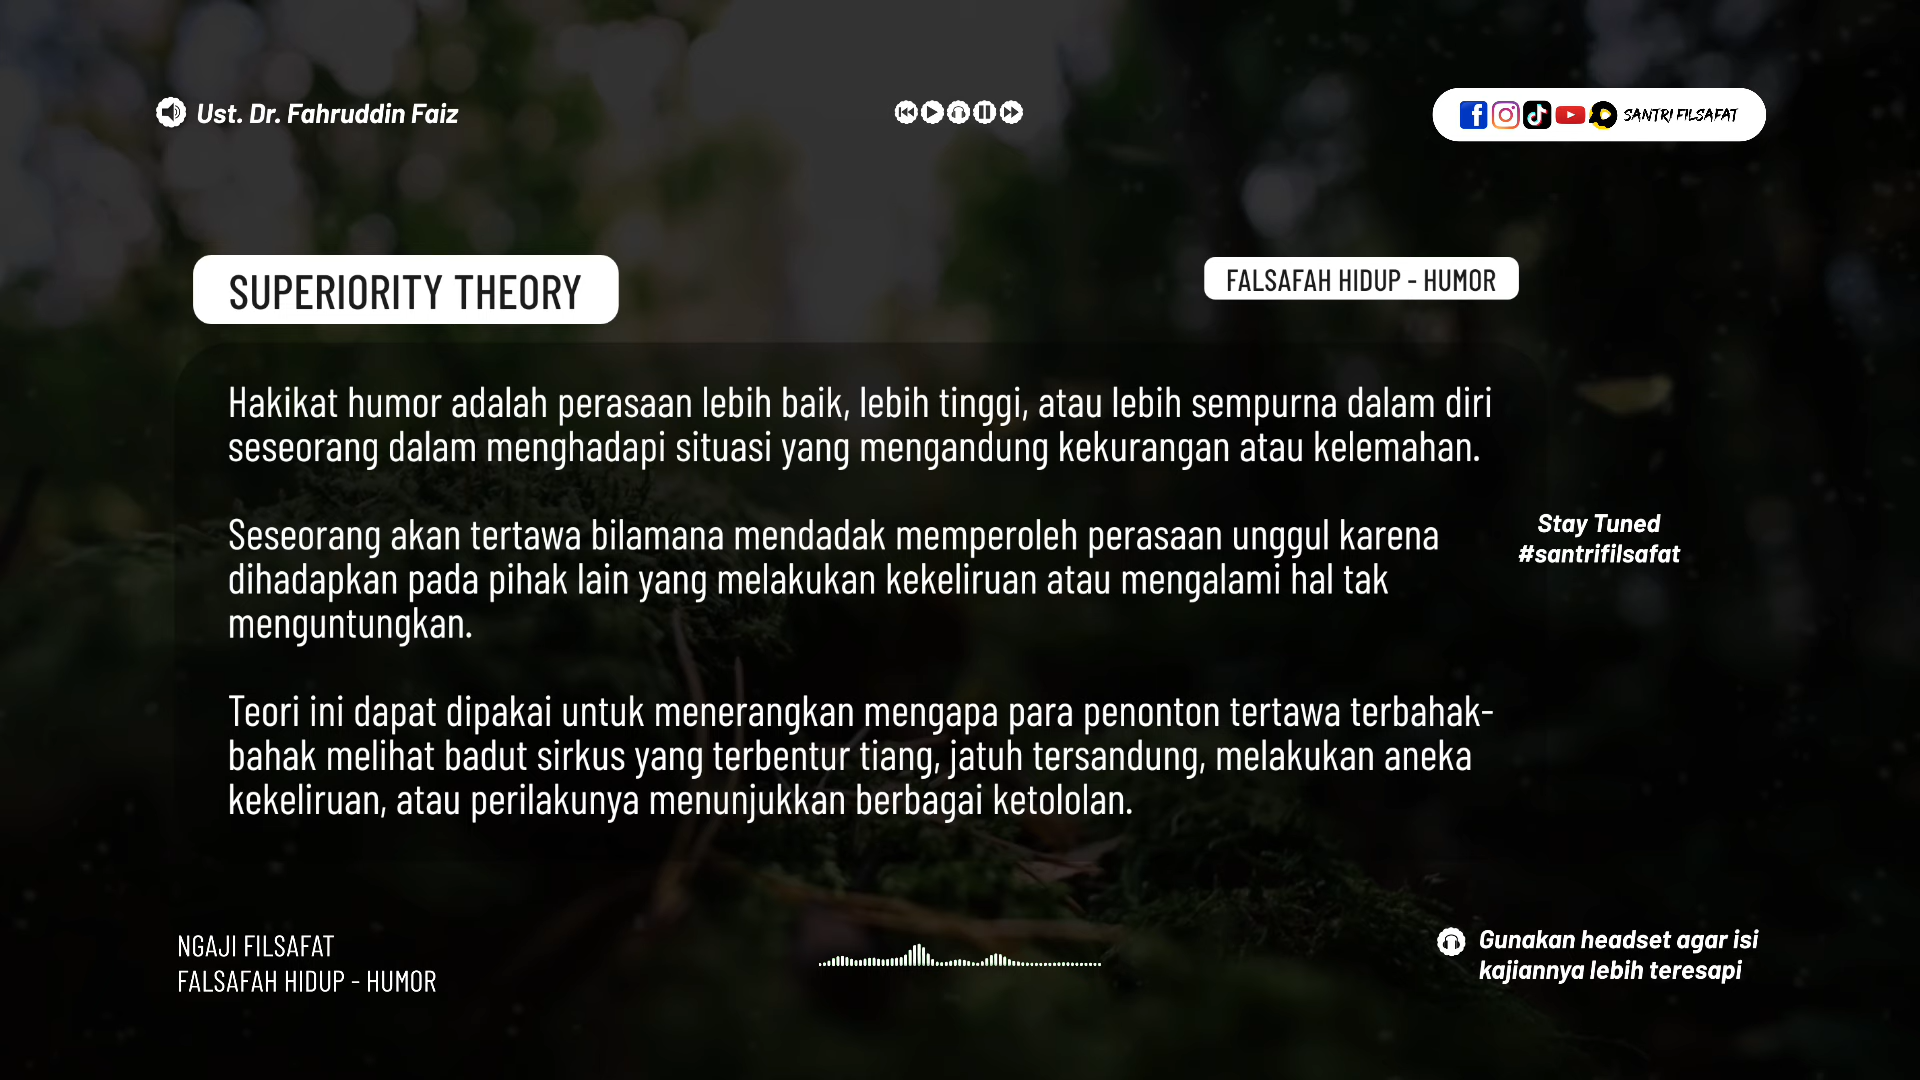 Ust. Dr. Fahruddin Faiz
SANTRI FILSAFAT
SUPERIORITY THEORY
FALSAFAH HIDUP - HUMOR
Hakikat humor adalah perasaan lebih baik, lebih tinggi, atau lebih sempurna dalam diri
seseorang dalam menghadapi situasi yang mengandung kekurangan atau kelemahan.
Seseorang akan tertawa bilamana mendadak memperoleh perasaan unggul karena
dihadapkan pada pihak lain yang melakukan kekeliruan atau mengalami hal tak
menguntungkan.
Teori ini dapat dipakai untuk menerangkan mengapa para penonton tertawa terbahak-
bahak melihat badut sirkus yang terbentur tiang, jatuh tersandung, melakukan aneka
kekeliruan, atau perilakunya menunjukkan berbagai ketololan.
Stay Tuned
#santrifilsafat
NGAJI FILSAFAT
FALSAFAH HIDUP - HUMOR
Gunakan headset agar isi
kajiannya lebih teresapi